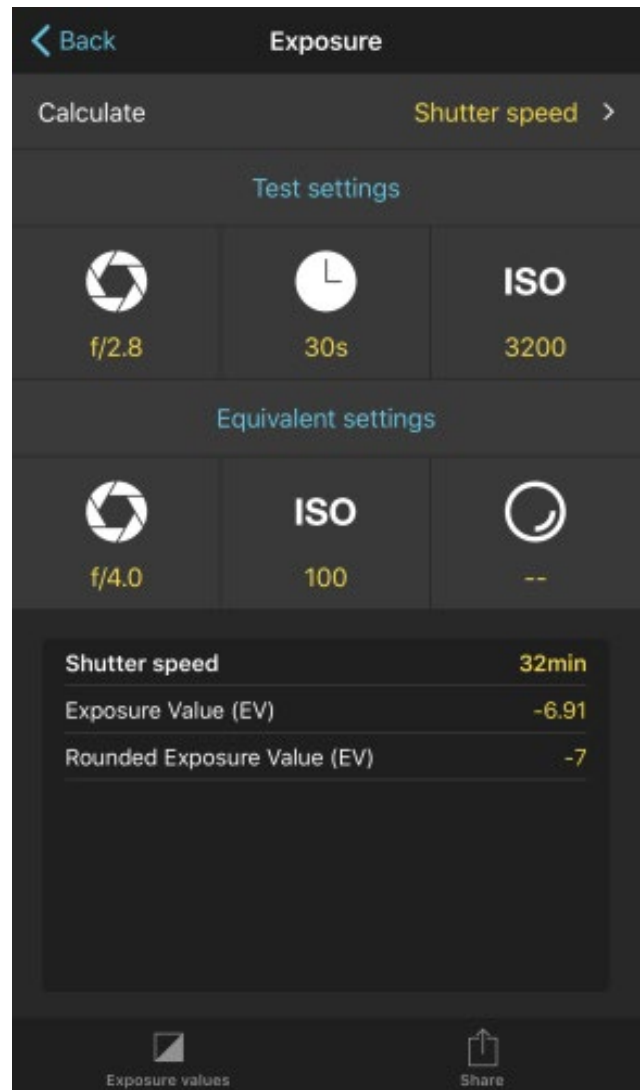 Back Exposure
Calculate Shutter speed
Test settings
ISO
f/2.8 30s 3200
Equivalent settings
ISO
f/4.0 100 --
Shutter speed 32min
Exposure Value (EV) -6.91
Rounded Exposure Value (EV) -7
Exposure values Share